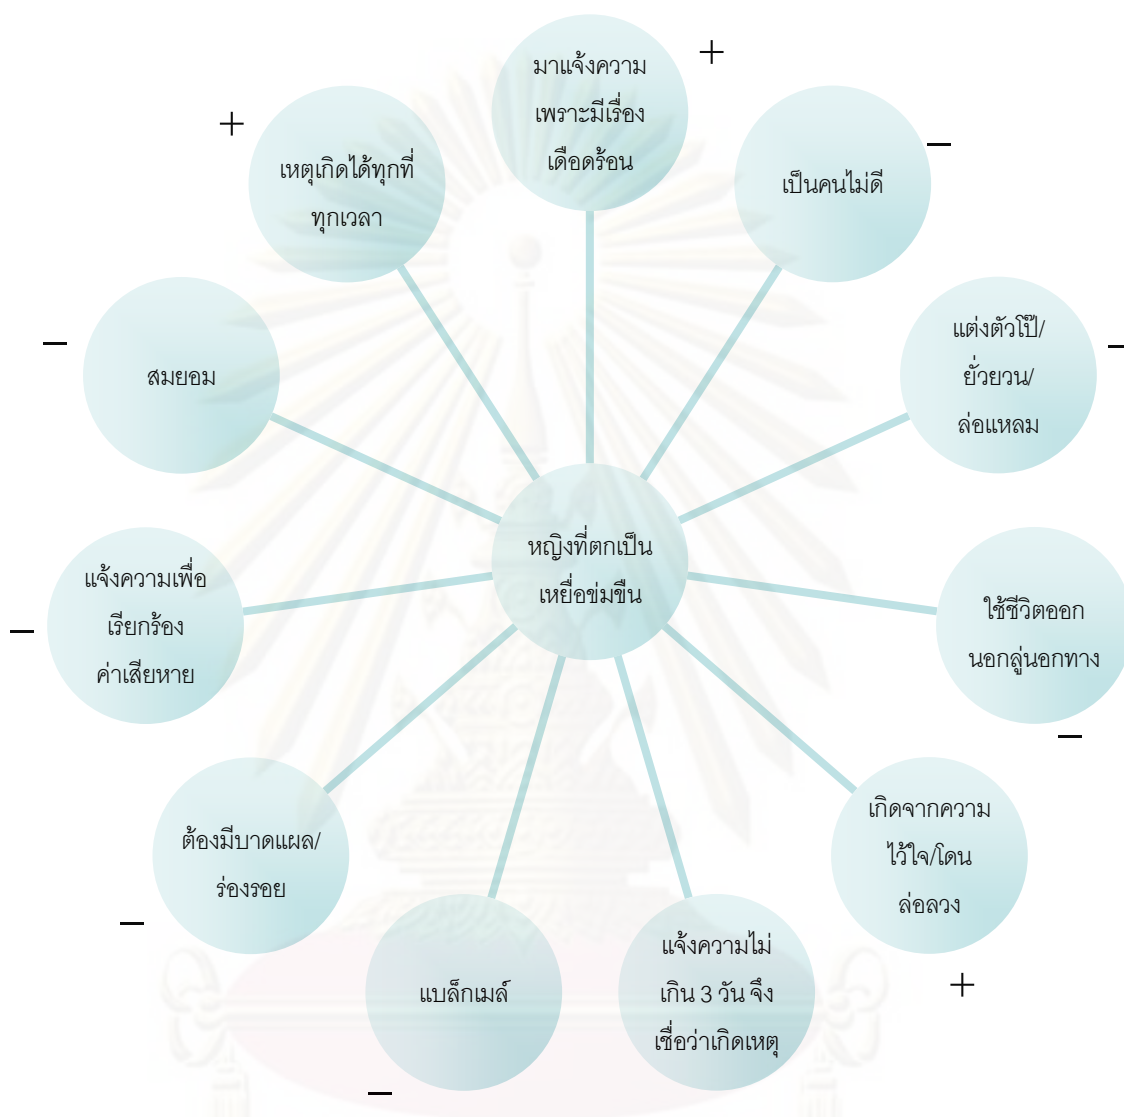 +
มาแจ้งความ
เพราะมีเรื่อง
เดือดร้อน
–
เป็นคนไม่ดี
–
แต่งตัวโป๊/
ยั่วยวน/
ล่อแหลม
ใช้ชีวิตออก
นอกลู่นอกทาง
–
เกิดจากความ
ไว้ใจ/โดน
ล่อลวง
+
แจ้งความไม่
เกิน 3 วัน จึง
เชื่อว่าเกิดเหตุ
แบล็กเมล์
–
ต้องมีบาดแผล/
ร่องรอย
–
แจ้งความเพื่อ
เรียกร้อง
ค่าเสียหาย
–
สมยอม
–
เหตุเกิดได้ทุกที่
ทุกเวลา
+
หญิงที่ตกเป็น
เหยื่อข่มขืน